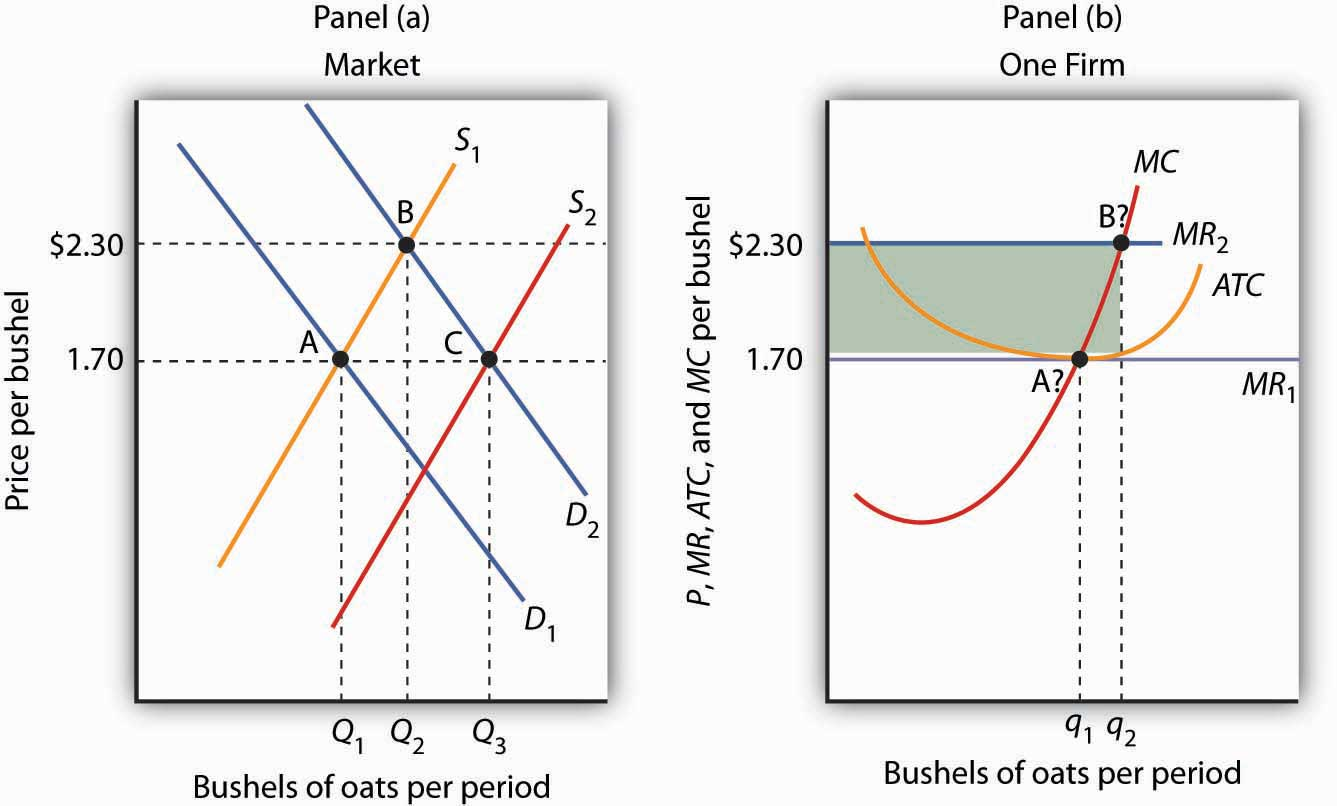 Panel (a)
Market
Price per bushel
$2.30
1.70
S1
S2
B
A
C
D2
D1
Q1 Q2 Q3
Bushels of oats per period
Panel (b)
One Firm
P, MR, ATC, and MC per bushel
$2.30
1.70
MC
B?
MR2
ATC
A?
MR1
q1 q2
Bushels of oats per period